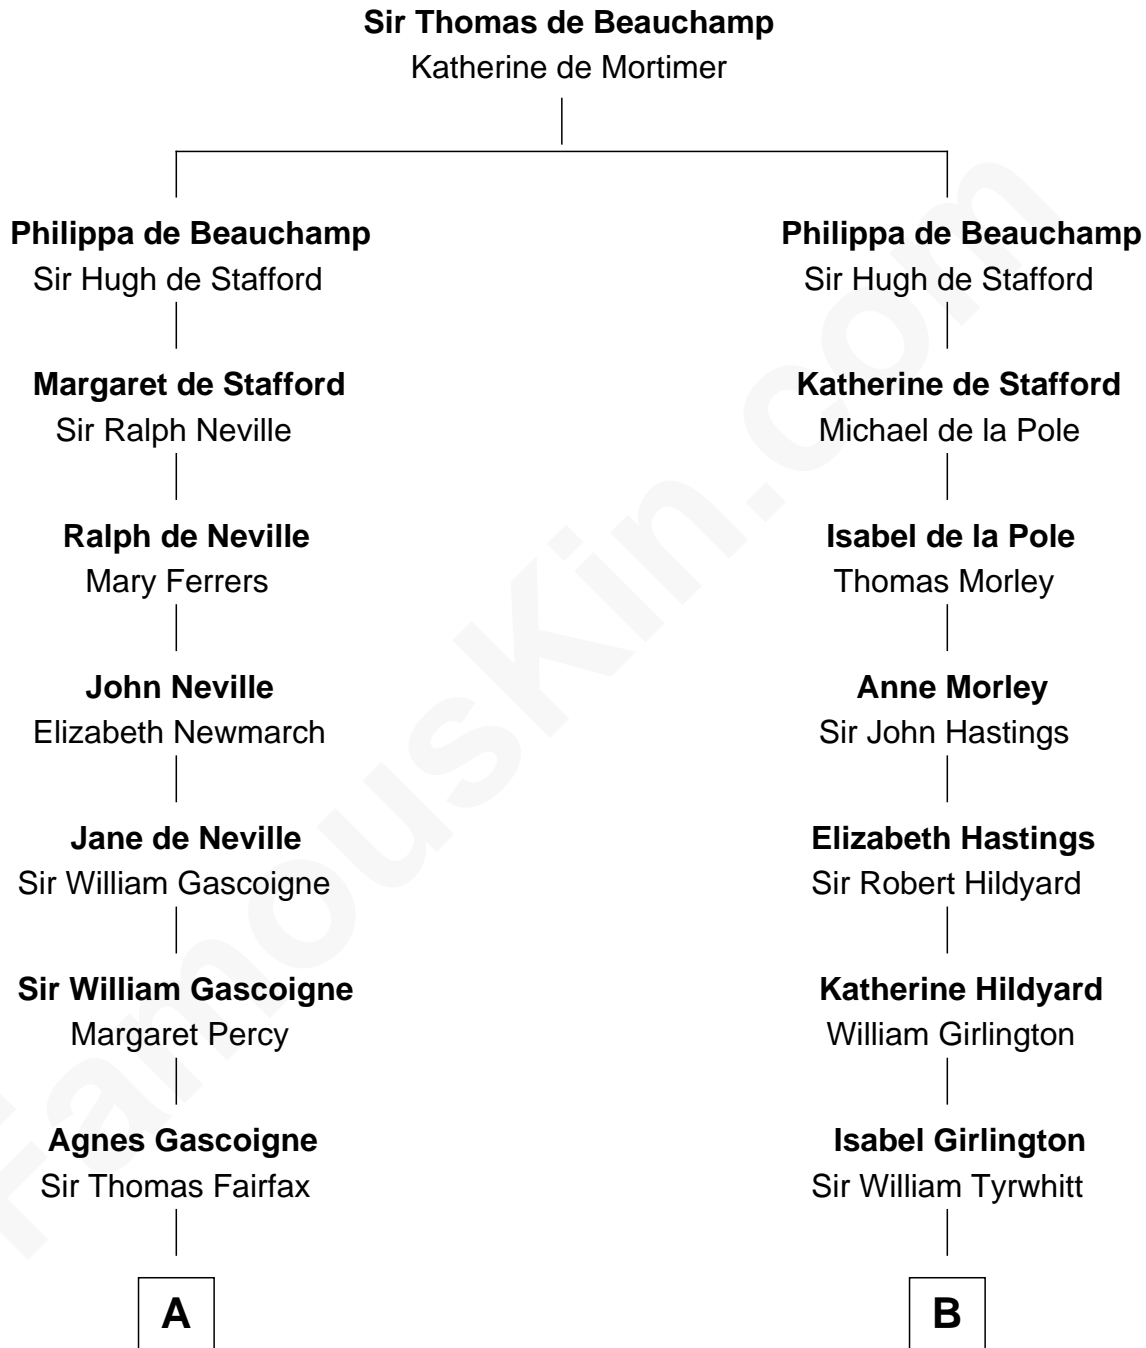 Sir Thomas de Beauchamp
Katherine de Mortimer
Philippa de Beauchamp
Sir Hugh de Stafford
Margaret de Stafford
Sir Ralph Neville
Ralph de Neville
Mary Ferrers
John Neville
Elizabeth Newmarch
Jane de Neville
Sir William Gascoigne
Sir William Gascoigne
Margaret Percy
Agnes Gascoigne
Sir Thomas Fairfax
A
Philippa de Beauchamp
Sir Hugh de Stafford
Katherine de Stafford
Michael de la Pole
Isabel de la Pole
Thomas Morley
Anne Morley
Sir John Hastings
Elizabeth Hastings
Sir Robert Hildyard
Katherine Hildyard
William Girlington
Isabel Girlington
Sir William Tyrwhitt
B
FamousKin.com